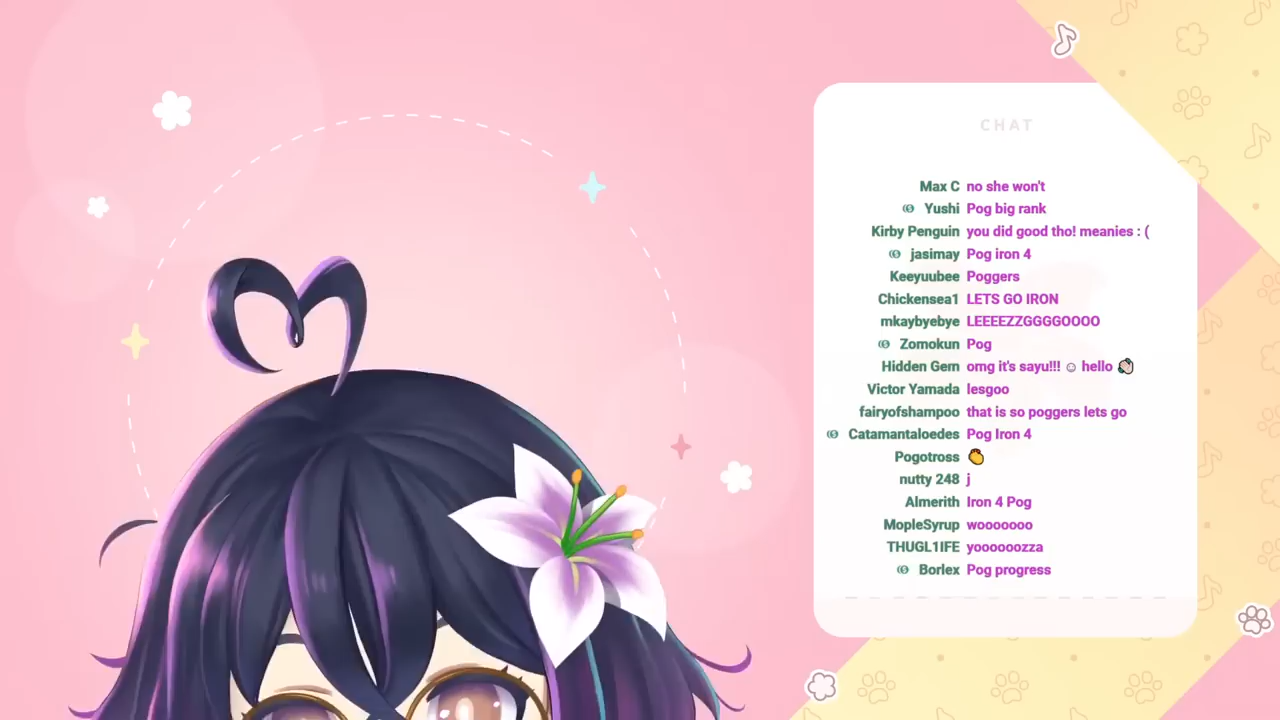 CHAT
Max C no she won't
Yushi Pog big rank
Kirby Penguin you did good tho! meanies : (
jasimay Pog iron 4
Keeyuubee Poggers
Chickensea1 LETS GO IRON
mkaybyebye LEEEEZZGGGGOOOO
Zomokun Pog
Hidden Gem omg it's sayu!!! ☺ hello 👋🏻
Victor Yamada lesgoo
fairyofshampoo that is so poggers lets go
Catamantaloedes Pog Iron 4
Pogotross 👏
nutty 248 j
Almerith Iron 4 Pog
MopleSyrup wooooooo
THUGL1IFE yoooooozza
Borlex Pog progress